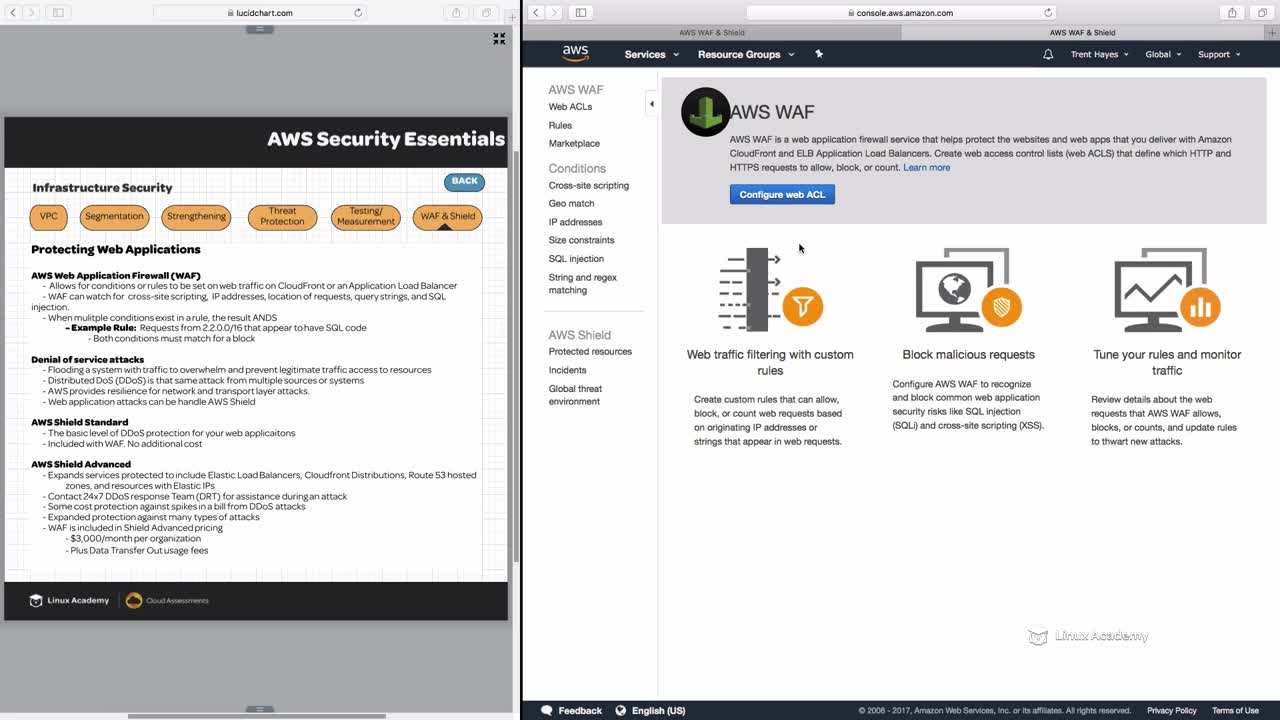 lucidchart.com
AWS Security Essentials
Infrastructure Security
BACK
VPC
Segmentation
Strengthening
Threat
Protection
Testing/
Measurement
WAF & Shield
Protecting Web Applications
AWS Web Application Firewall (WAF)
- Allows for conditions or rules to be set on web traffic on CloudFront or an Application Load Balancer
- WAF can watch for cross-site scripting, IP addresses, location of requests, query strings, and SQL
injection.
- When mulitple conditions exist in a rule, the result ANDS
- Example Rule: Requests from 2.2.0.0/16 that appear to have SQL code
- Both conditions must match for a block
Denial of service attacks
- Flooding a system with traffic to overwhelm and prevent legitimate traffic access to resources
- Distributed DoS (DDoS) is that same attack from multiple sources or systems
- AWS provides resilience for network and transport layer attacks.
- Web application attacks can be handle AWS Shield
AWS Shield Standard
- The basic level of DDoS protection for your web applicaitons
- Included with WAF. No additional cost
AWS Shield Advanced
- Expands services protected to include Elastic Load Balancers, Cloudfront Distributions, Route 53 hosted
zones, and resources with Elastic IPs
- Contact 24x7 DDoS response Team (DRT) for assistance during an attack
- Some cost protection against spikes in a bill from DDoS attacks
- Expanded protection against many types of attacks
- WAF is included in Shield Advanced pricing
- $3,000/month per organization
- Plus Data Transfer Out usage fees
Linux Academy
Cloud Assessments
console.aws.amazon.com
AWS WAF & Shield
AWS WAF & Shield
aws
Services
Resource Groups
Trent Hayes
Global
Support
AWS WAF
Web ACLs
Rules
Marketplace
Conditions
Cross-site scripting
Geo match
IP addresses
Size constraints
SQL injection
String and regex
matching
AWS Shield
Protected resources
Incidents
Global threat
environment
AWS WAF
AWS WAF is a web application firewall service that helps protect the websites and web apps that you deliver with Amazon
CloudFront and ELB Application Load Balancers. Create web access control lists (web ACLS) that define which HTTP and
HTTPS requests to allow, block, or count. Learn more
Configure web ACL
Web traffic filtering with custom
rules
Create custom rules that can allow,
block, or count web requests based
on originating IP addresses or
strings that appear in web requests.
Block malicious requests
Configure AWS WAF to recognize
and block common web application
security risks like SQL injection
(SQLi) and cross-site scripting (XSS).
Tune your rules and monitor
traffic
Review details about the web
requests that AWS WAF allows,
blocks, or counts, and update rules
to thwart new attacks.
Linux Academy
Feedback
English (US)
© 2008 - 2017, Amazon Web Services, Inc. or its affiliates. All rights reserved.
Privacy Policy
Terms of Use